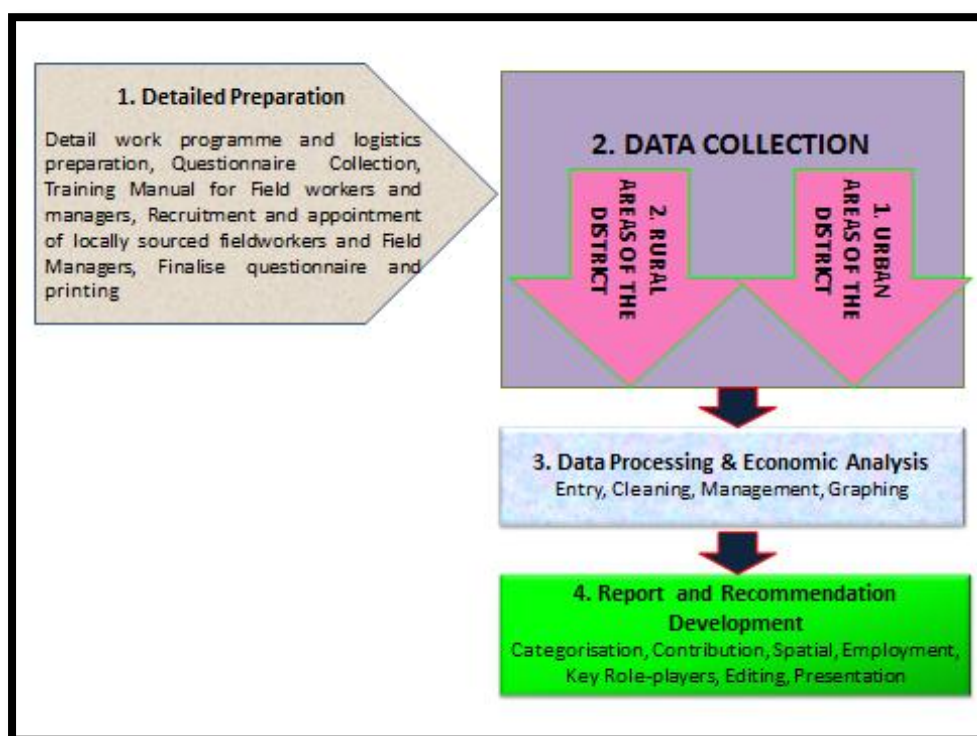 1. Detailed Preparation
Detail work programme and logistics
preparation, Questionnaire Collection,
Training Manual for Field workers and
managers, Recruitment and appointment
of locally sourced fieldworkers and Field
Managers, Finalise questionnaire and
printing
2. DATA COLLECTION
2. RURAL
AREAS OF THE
DISTRICT
1. URBAN
AREAS OF THE
DISTRICT
3. Data Processing & Economic Analysis
Entry, Cleaning, Management, Graphing
4. Report and Recommendation
Development
Categorisation, Contribution, Spatial, Employment,
Key Role-players, Editing, Presentation